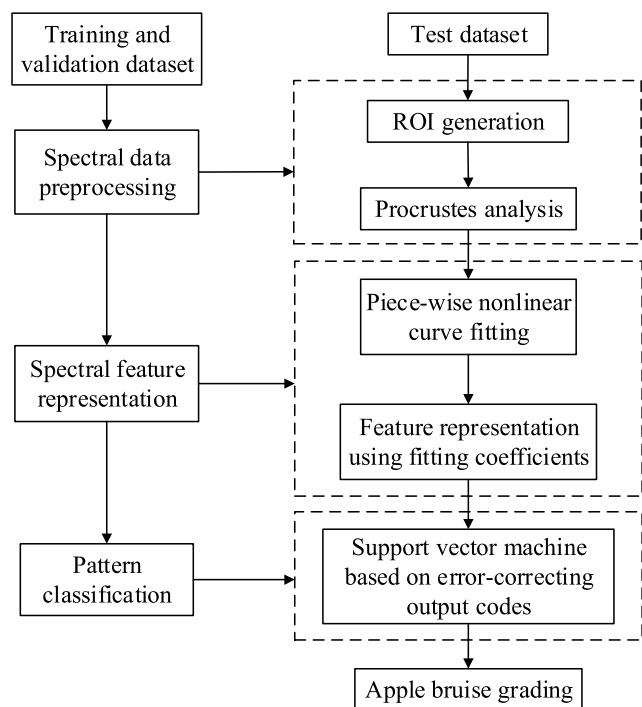 Training and
validation dataset
Test dataset
ROI generation
Spectral data
preprocessing
Procrustes analysis
Piece-wise nonlinear
curve fitting
Spectral feature
representation
Feature representation
using fitting coefficients
Pattern
classification
Support vector machine
based on error-correcting
output codes
Apple bruise grading